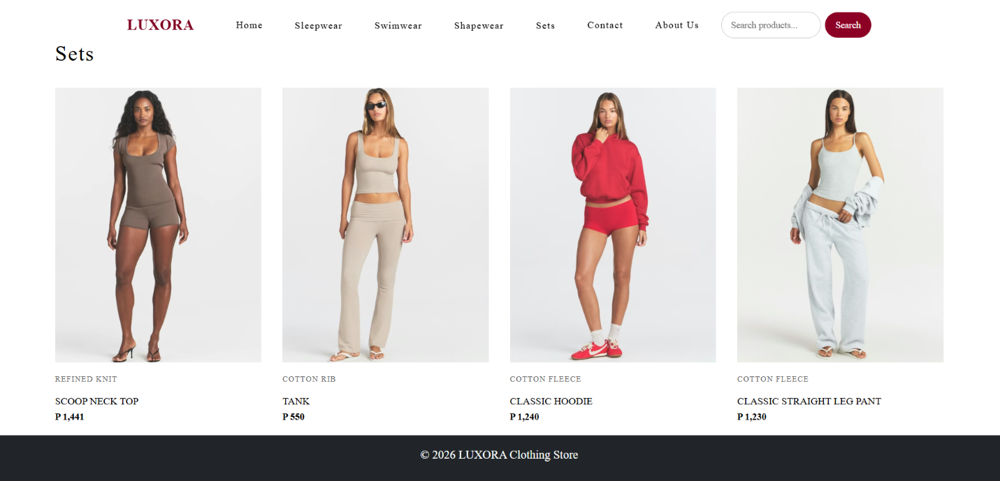 LUXORA Home Sleepwear Swimwear Shapewear Sets Contact About Us Search products... Search
Sets
REFINED KNIT
SCOOP NECK TOP
P 1,441
COTTON RIB
TANK
P 550
COTTON FLEECE
CLASSIC HOODIE
P 1,240
COTTON FLEECE
CLASSIC STRAIGHT LEG PANT
P 1,230
© 2026 LUXORA Clothing Store